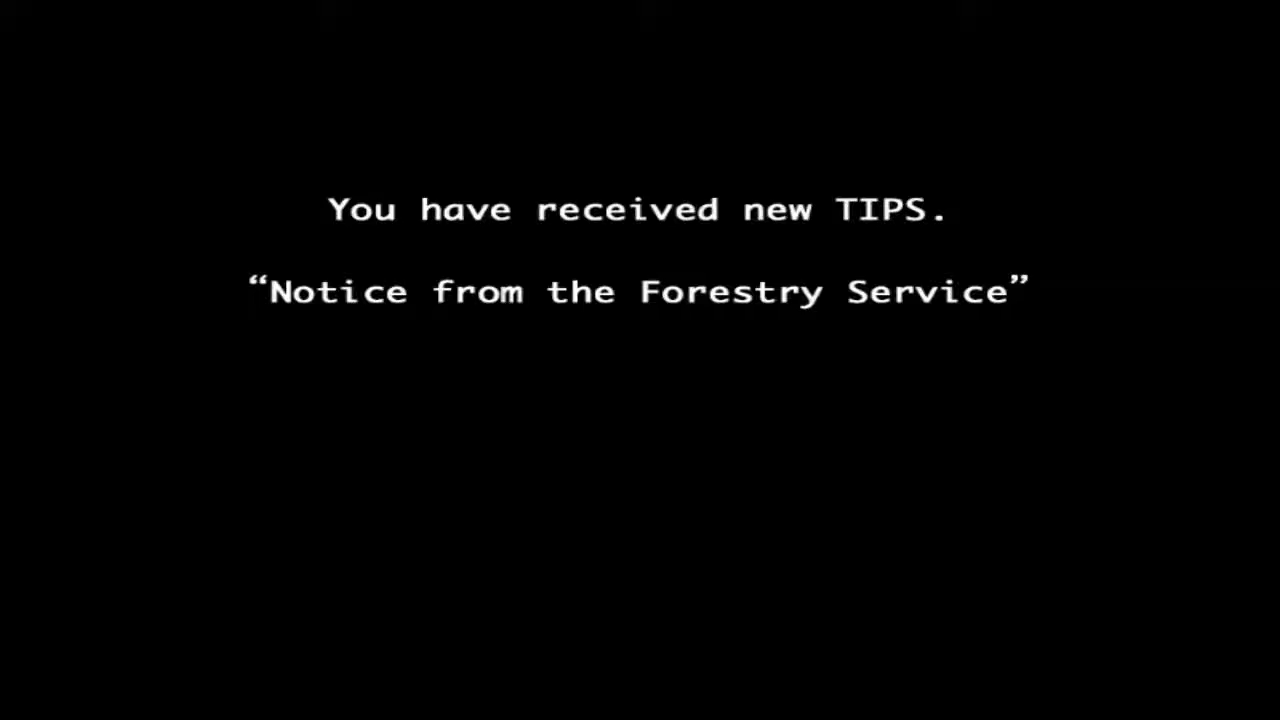 You have received new TIPS.
“Notice from the Forestry Service”